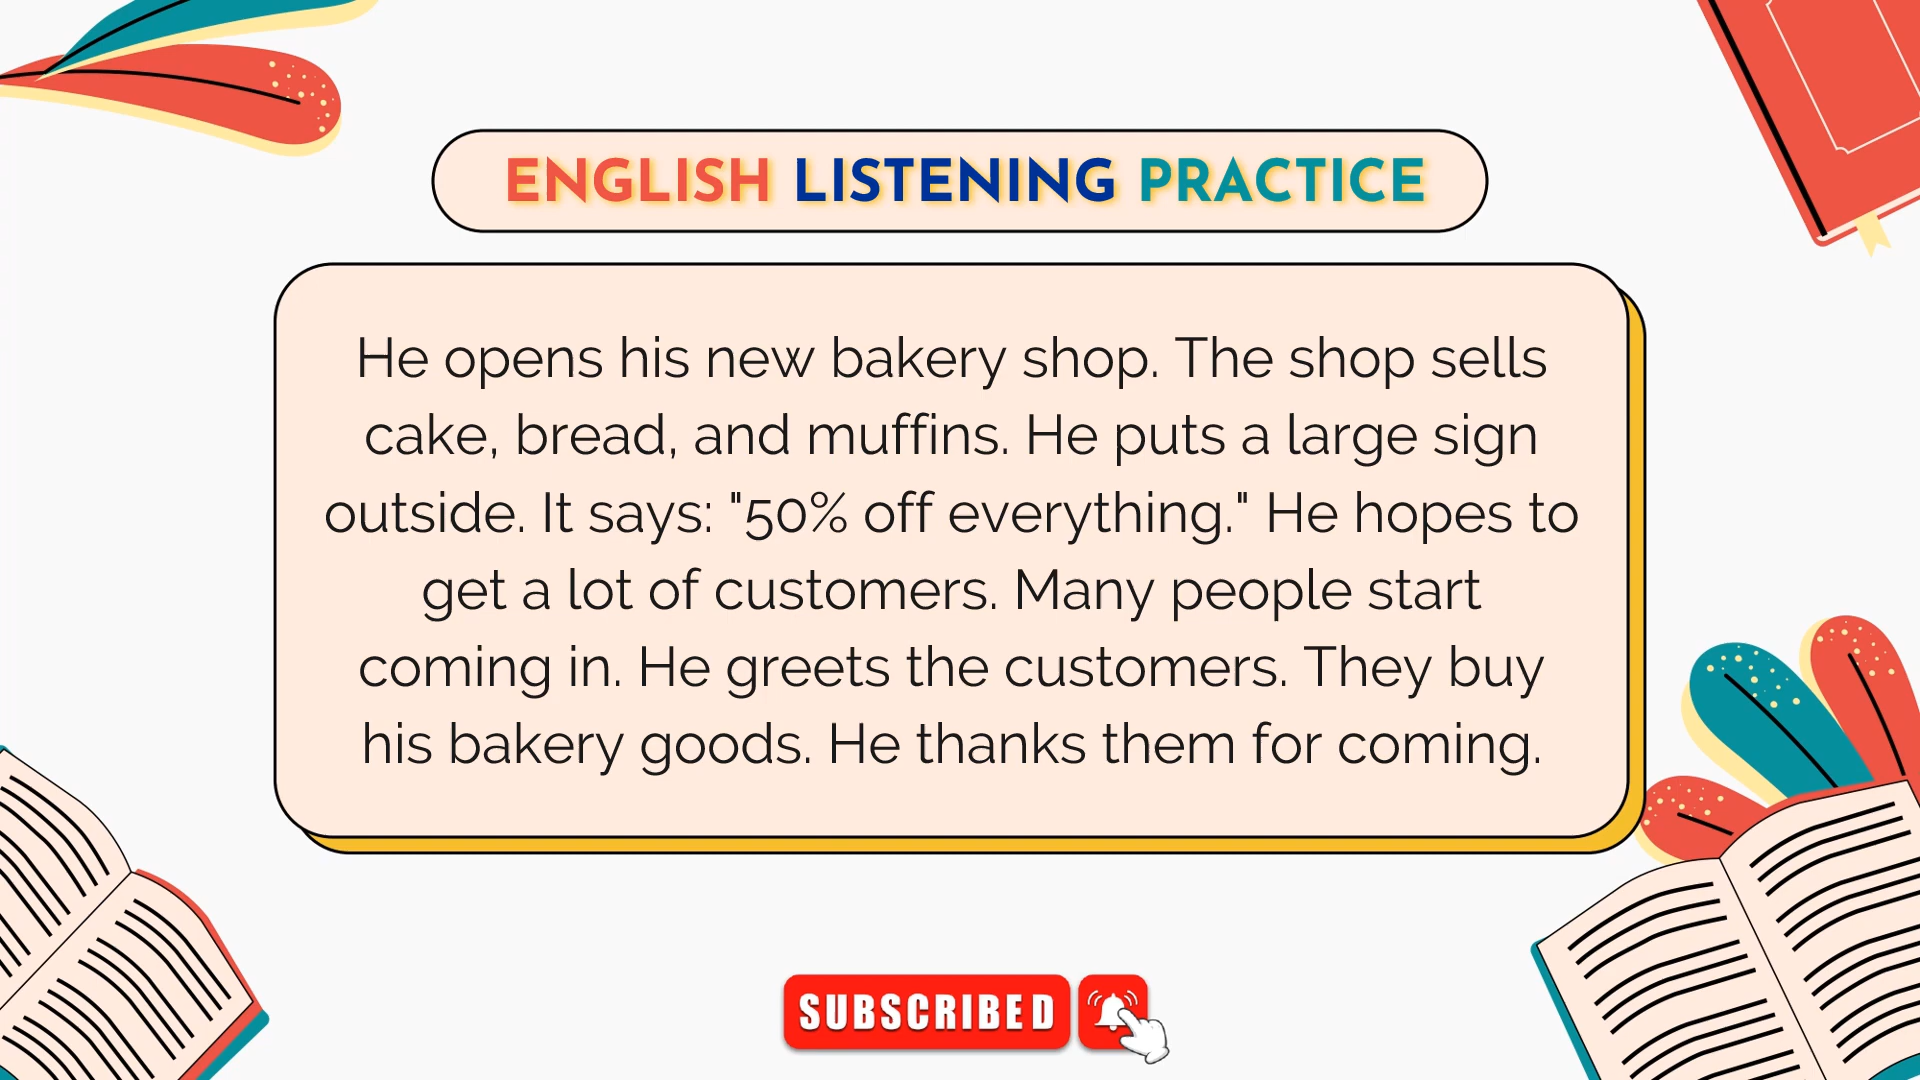 ENGLISH LISTENING PRACTICE
He opens his new bakery shop. The shop sells
cake, bread, and muffins. He puts a large sign
outside. It says: "50% off everything." He hopes to
get a lot of customers. Many people start
coming in. He greets the customers. They buy
his bakery goods. He thanks them for coming.
SUBSCRIBED